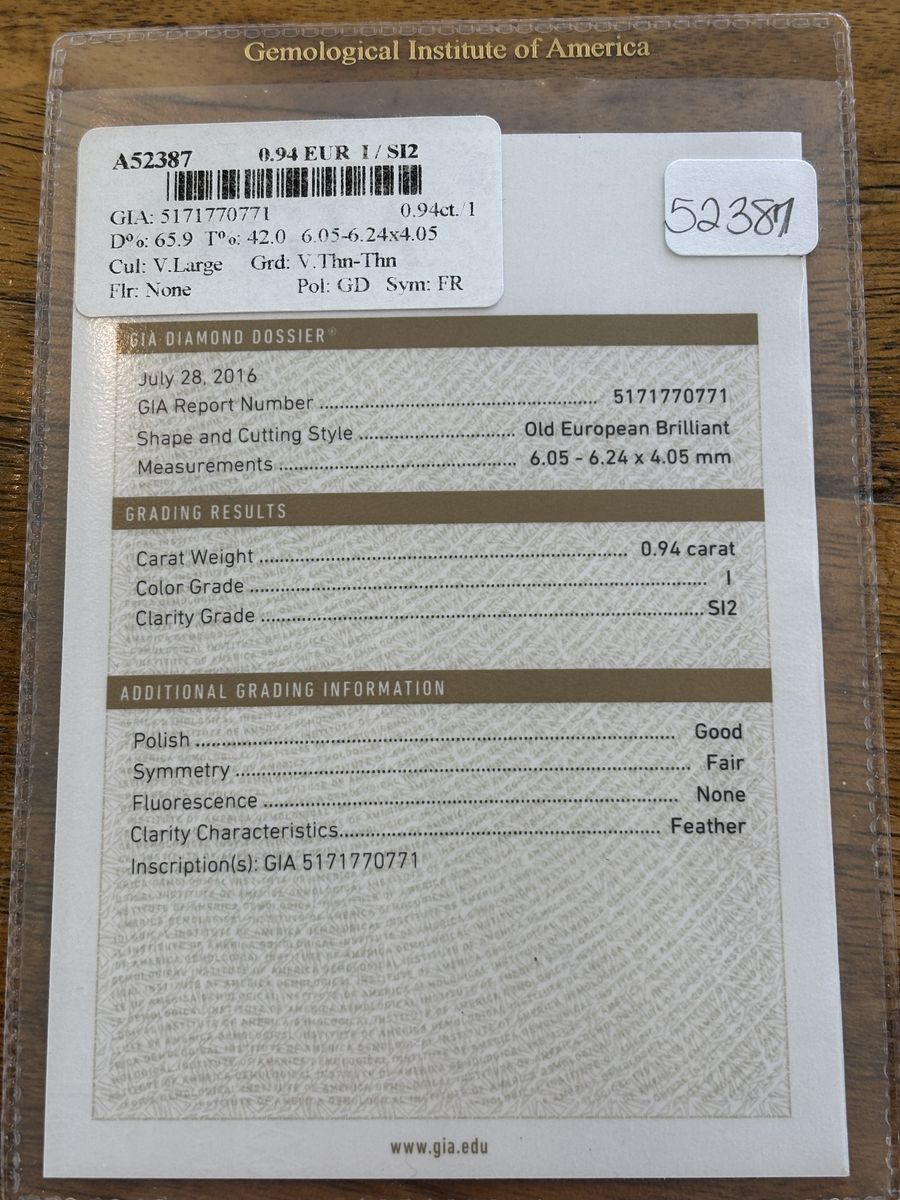 Gemological Institute of America
A52387 0.94 EUR I / SI2
GIA: 5171770771 0.94ct./1
D%: 65.9 T%: 42.0 6.05-6.24x4.05
Cul: V.Large Grd: V.Thn-Thn
Flr: None Pol: GD Sym: FR
52387
GIA DIAMOND DOSSIER®
July 28, 2016
GIA Report Number .................... 5171770771
Shape and Cutting Style .................... Old European Brilliant
Measurements .................... 6.05 - 6.24 x 4.05 mm
GRADING RESULTS
Carat Weight .................... 0.94 carat
Color Grade .................... I
Clarity Grade .................... SI2
ADDITIONAL GRADING INFORMATION
Polish .................... Good
Symmetry .................... Fair
Fluorescence .................... None
Clarity Characteristics.................... Feather
Inscription(s): GIA 5171770771
www.gia.edu